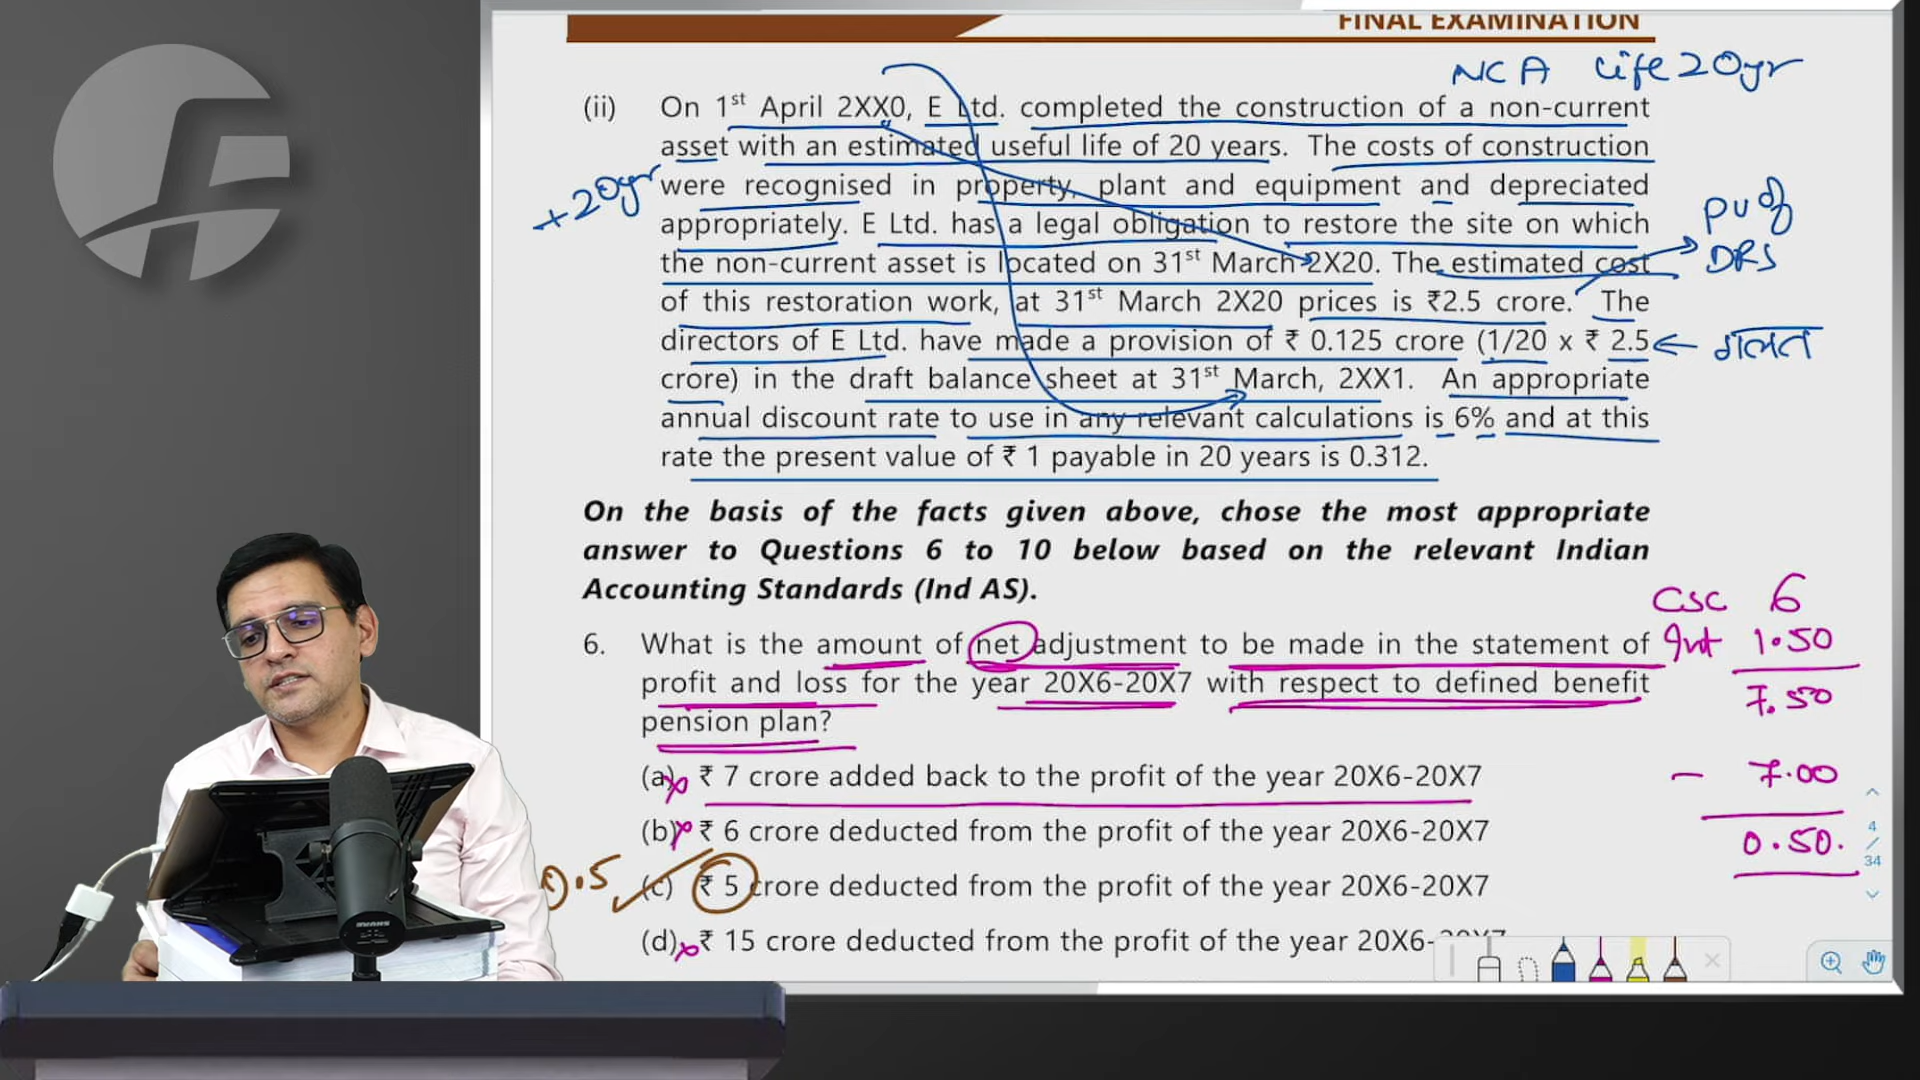 FINAL EXAMINATION
NCA life 20yr
(ii) On 1st April 2XX0, E Ltd. completed the construction of a non-current
asset with an estimated useful life of 20 years. The costs of construction
+20yr
were recognised in property, plant and equipment and depreciated
appropriately. E Ltd. has a legal obligation to restore the site on which
PV of
DRS
the non-current asset is located on 31st March 2X20. The estimated cost
of this restoration work, at 31st March 2X20 prices is ₹2.5 crore. The
directors of E Ltd. have made a provision of ₹ 0.125 crore (1/20 x ₹ 2.5
गलत
crore) in the draft balance sheet at 31st March, 2XX1. An appropriate
annual discount rate to use in any relevant calculations is 6% and at this
rate the present value of ₹ 1 payable in 20 years is 0.312.
On the basis of the facts given above, chose the most appropriate
answer to Questions 6 to 10 below based on the relevant Indian
Accounting Standards (Ind AS).
CSC 6
6. What is the amount of net adjustment to be made in the statement of
Int 1.50
profit and loss for the year 20X6-20X7 with respect to defined benefit
7.50
pension plan?
(a) ₹ 7 crore added back to the profit of the year 20X6-20X7
- 7.00
(b) ₹ 6 crore deducted from the profit of the year 20X6-20X7
0.50.
0.5
(c) ₹ 5 crore deducted from the profit of the year 20X6-20X7
(d) ₹ 15 crore deducted from the profit of the year 20X6-20X7
4
/
34